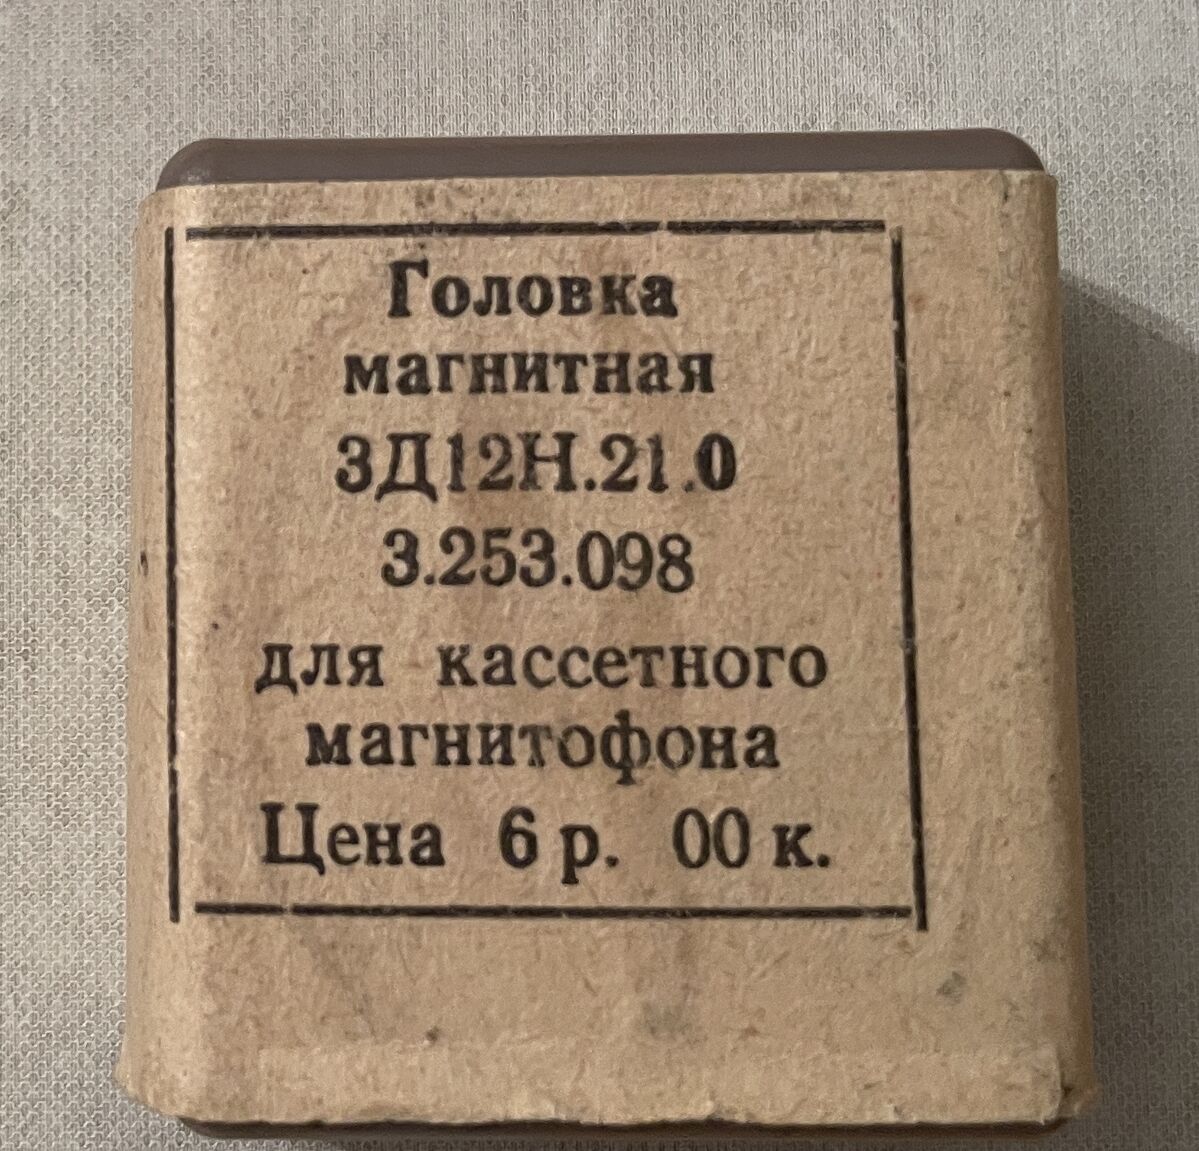 Головка
магнитная
3Д12Н.21.0
3.253.098
для кассетного
магнитофона
Цена 6 р. 00 к.